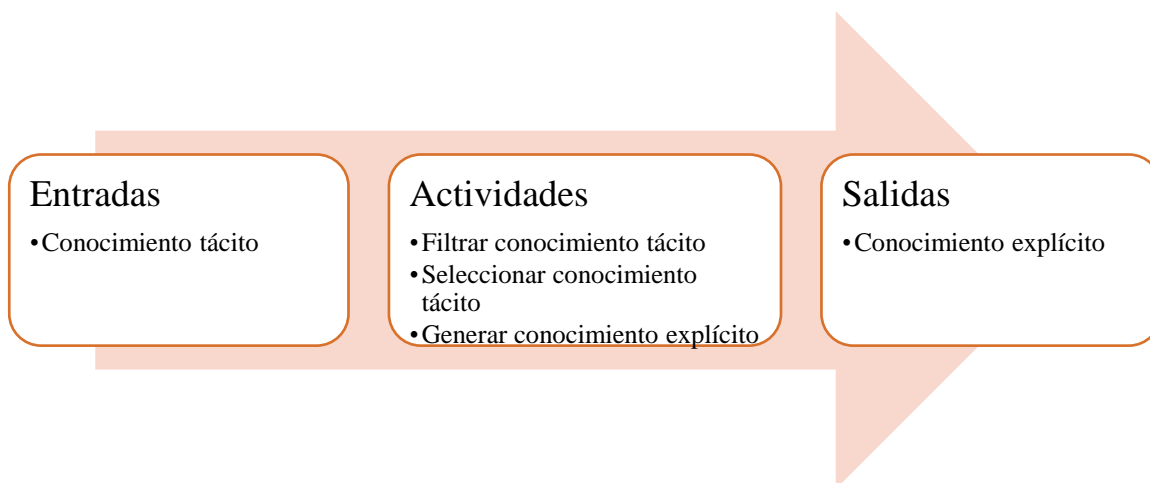 Entradas
•Conocimiento tácito
Actividades
•Filtrar conocimiento tácito
•Seleccionar conocimiento
tácito
•Generar conocimiento explícito
Salidas
•Conocimiento explícito